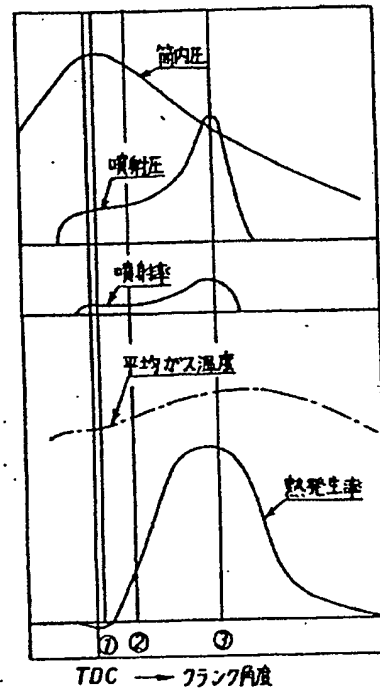 筒内圧
噴射圧
噴射率
平均ガス温度
熱発生率
① ② ③
TDC → クランク角度